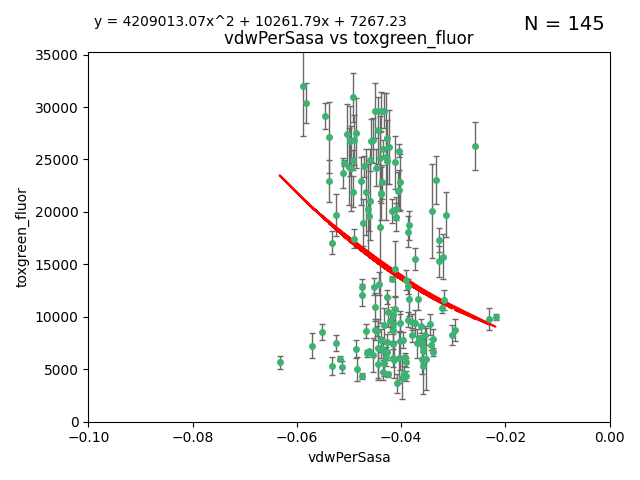 y = 4209013.07x^2 + 10261.79x + 7267.23
N = 145
vdwPerSasa vs toxgreen_fluor
35000
30000
25000
20000
15000
10000
5000
0
toxgreen_fluor
−0.10
−0.08
−0.06
−0.04
−0.02
0.00
vdwPerSasa